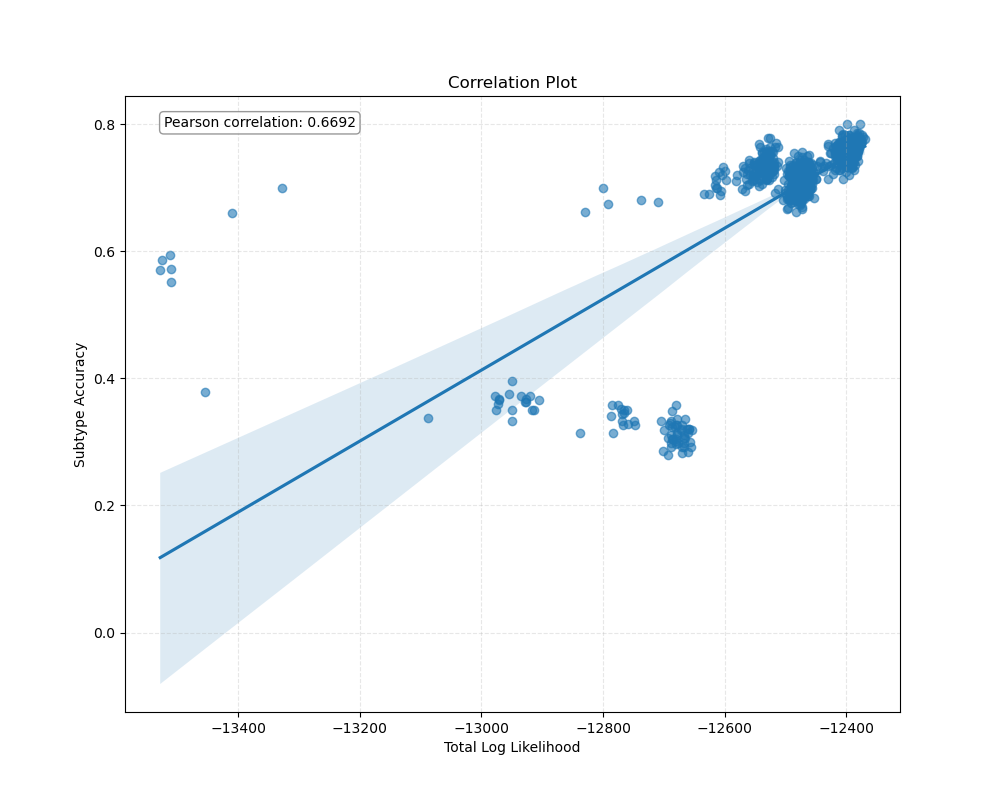 Correlation Plot
Pearson correlation: 0.6692
0.8
0.6
0.4
0.2
0.0
Subtype Accuracy
−13400
−13200
−13000
−12800
−12600
−12400
Total Log Likelihood